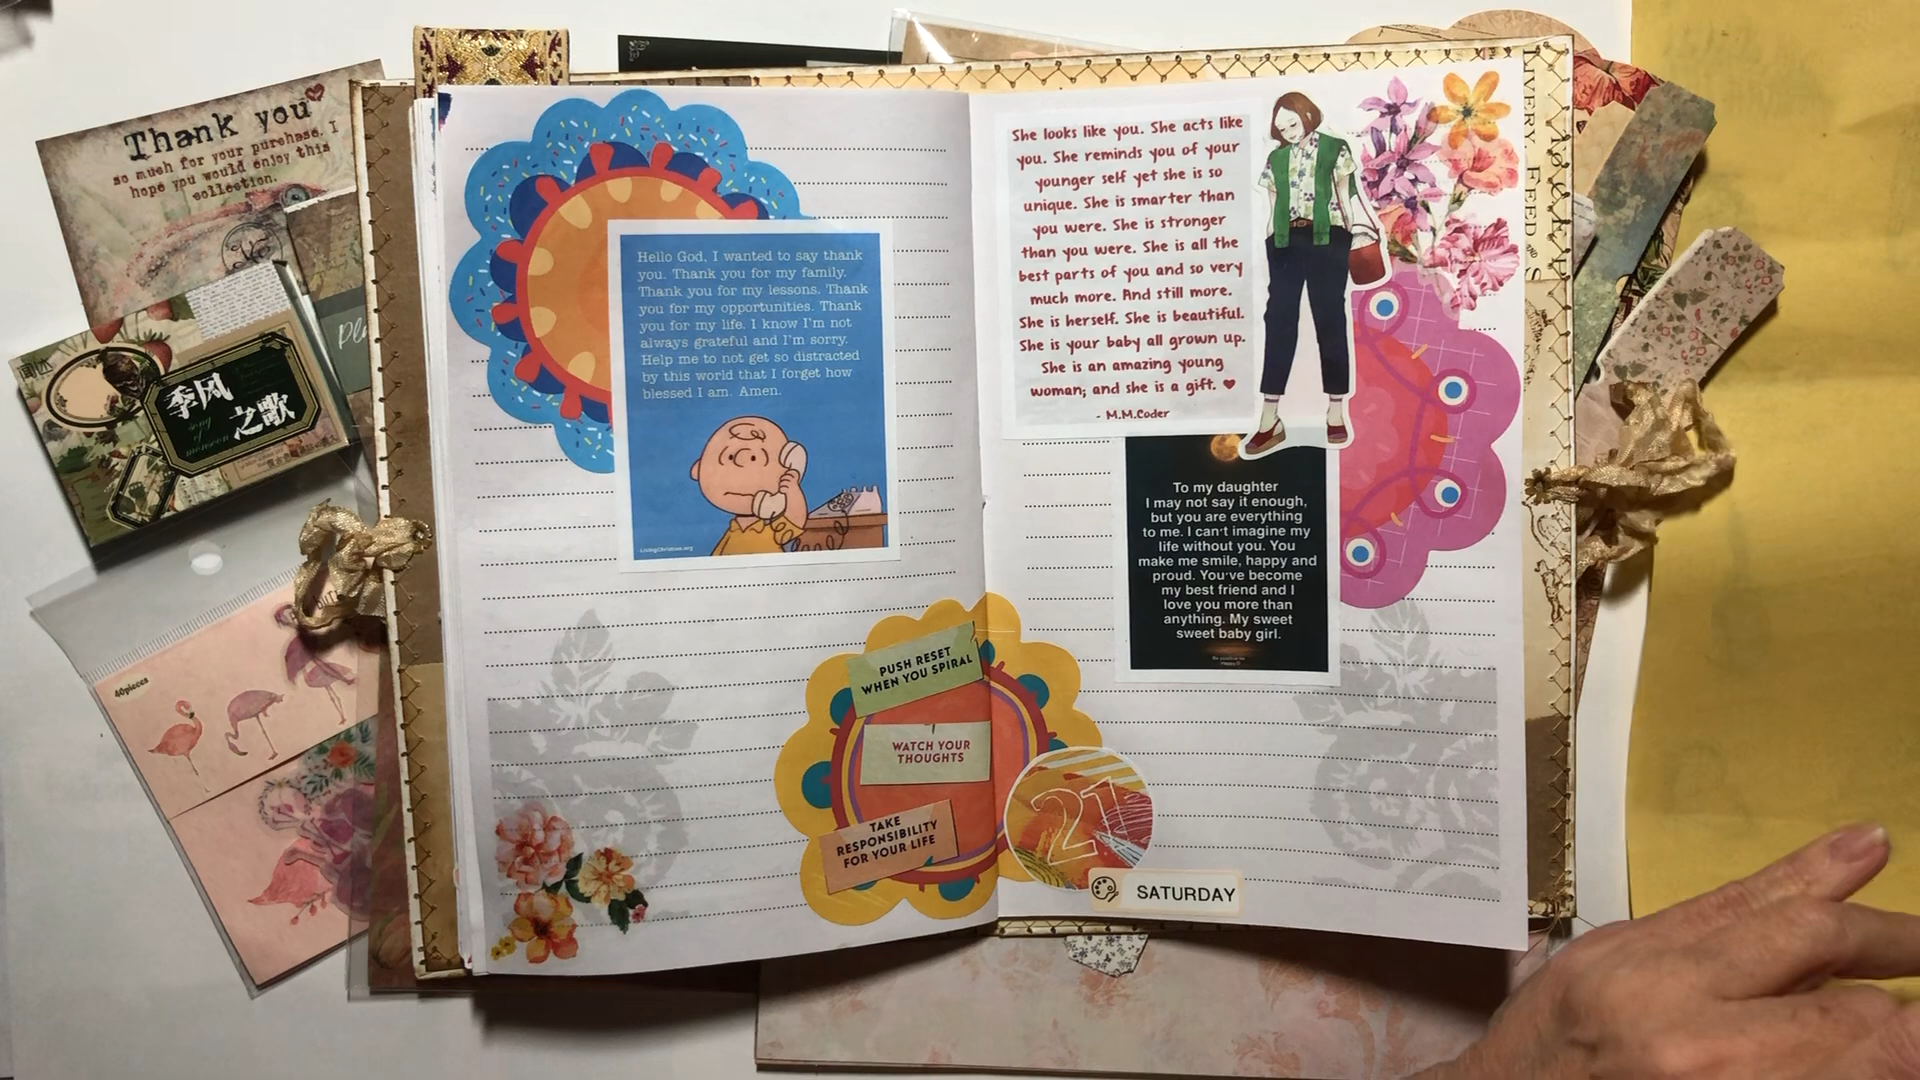 Thank you
so much for your purchase. I
hope you would enjoy this
collection.
季风
之歌
song
of
monsoon
40pieces
Hello God, I wanted to say thank
you. Thank you for my family.
Thank you for my lessons. Thank
you for my opportunities. Thank
you for my life. I know I'm not
always grateful and I'm sorry.
Help me to not get so distracted
by this world that I forget how
blessed I am. Amen.
LivingChristian.org
PUSH RESET
WHEN YOU SPIRAL
WATCH YOUR
THOUGHTS
TAKE
RESPONSIBILITY
FOR YOUR LIFE
She looks like you. She acts like
you. She reminds you of your
younger self yet she is so
unique. She is smarter than
you were. She is stronger
than you were. She is all the
best parts of you and so very
much more. And still more.
She is herself. She is beautiful.
She is your baby all grown up.
She is an amazing young
woman; and she is a gift. ♥
- M.M.Coder
To my daughter
I may not say it enough,
but you are everything
to me. I can't imagine my
life without you. You
make me smile, happy and
proud. You've become
my best friend and I
love you more than
anything. My sweet
sweet baby girl.
21
SATURDAY
LIVERY, FEED AND S